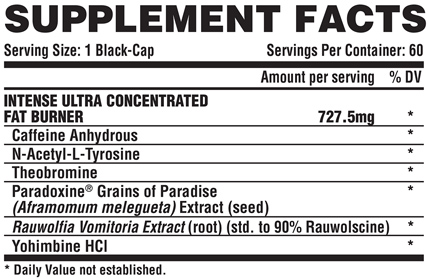 SUPPLEMENT FACTS
Serving Size: 1 Black-Cap Servings Per Container: 60
Amount per serving % DV
INTENSE ULTRA CONCENTRATED
FAT BURNER 727.5mg *
Caffeine Anhydrous *
N-Acetyl-L-Tyrosine *
Theobromine *
Paradoxine® Grains of Paradise *
(Aframomum melegueta) Extract (seed)
Rauwolfia Vomitoria Extract (root) (std. to 90% Rauwolscine) *
Yohimbine HCl *
* Daily Value not established.